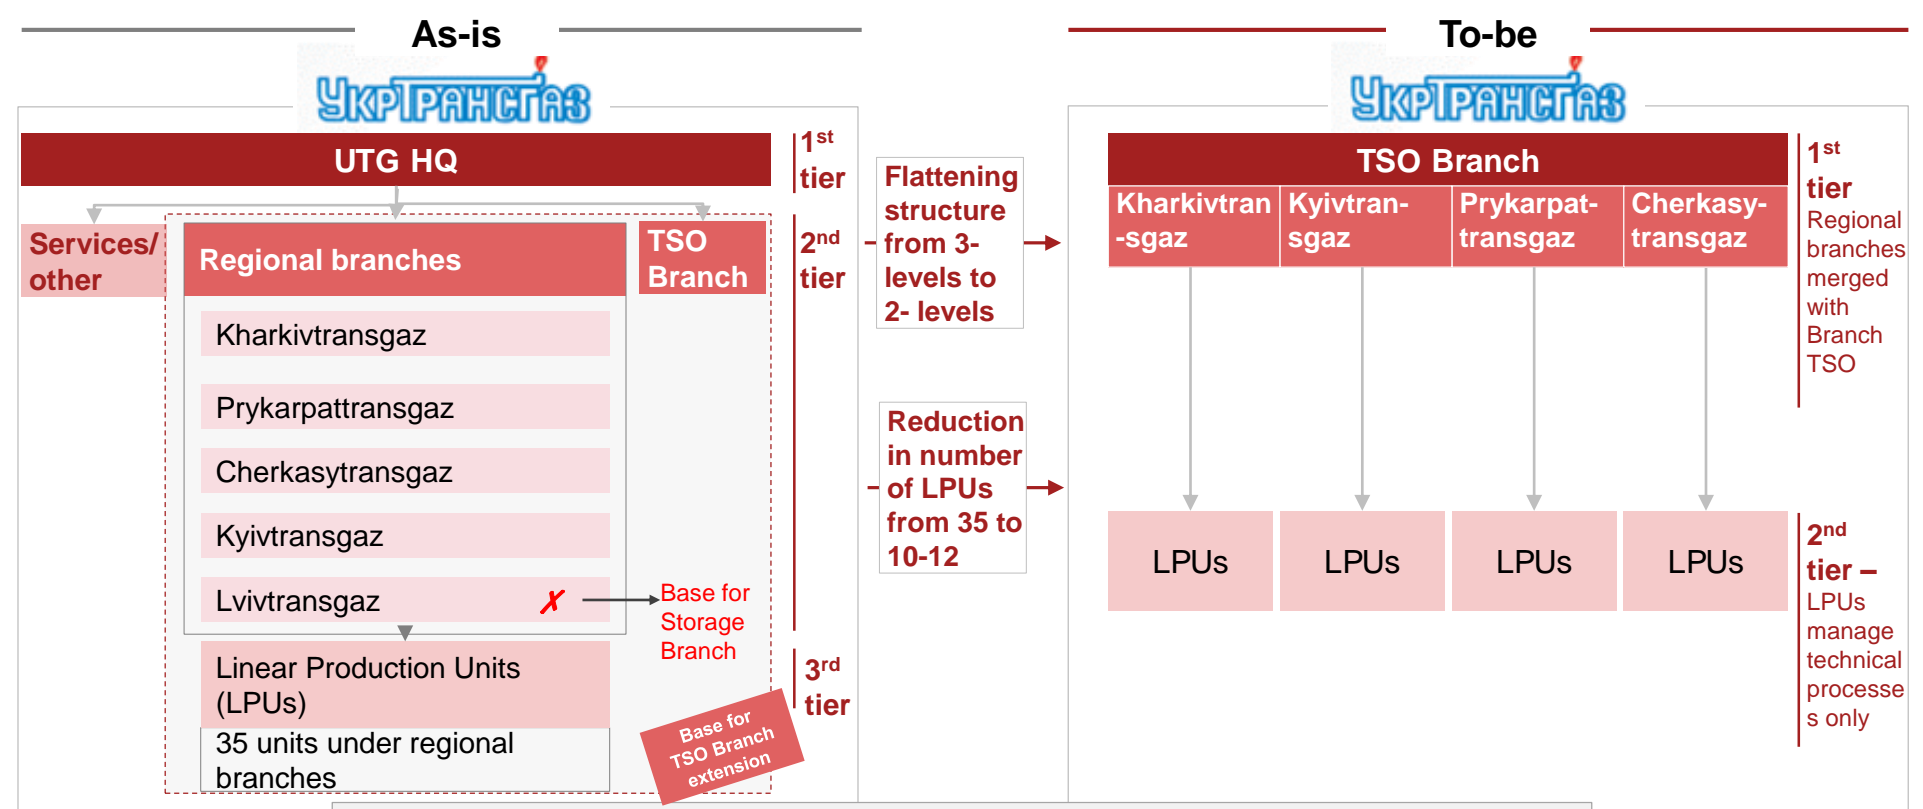 As-is
УКРТРАНСГАЗ
UTG HQ
1st
tier
Services/
other
Regional branches
TSO
Branch
2nd
tier
Kharkivtransgaz
Prykarpattransgaz
Cherkasytransgaz
Kyivtransgaz
Lvivtransgaz ✗
Base for
Storage
Branch
Linear Production Units
(LPUs)
3rd
tier
35 units under regional
branches
Base for
TSO Branch
extension
Flattening
structure
from 3-
levels to
2- levels
Reduction
in number
of LPUs
from 35 to
10-12
To-be
УКРТРАНСГАЗ
TSO Branch
Kharkivtran
-sgaz
Kyivtran-
sgaz
Prykarpat-
transgaz
Cherkasy-
transgaz
1st
tier
Regional
branches
merged
with
Branch
TSO
LPUs
LPUs
LPUs
LPUs
2nd
tier –
LPUs
manage
technical
processe
s only